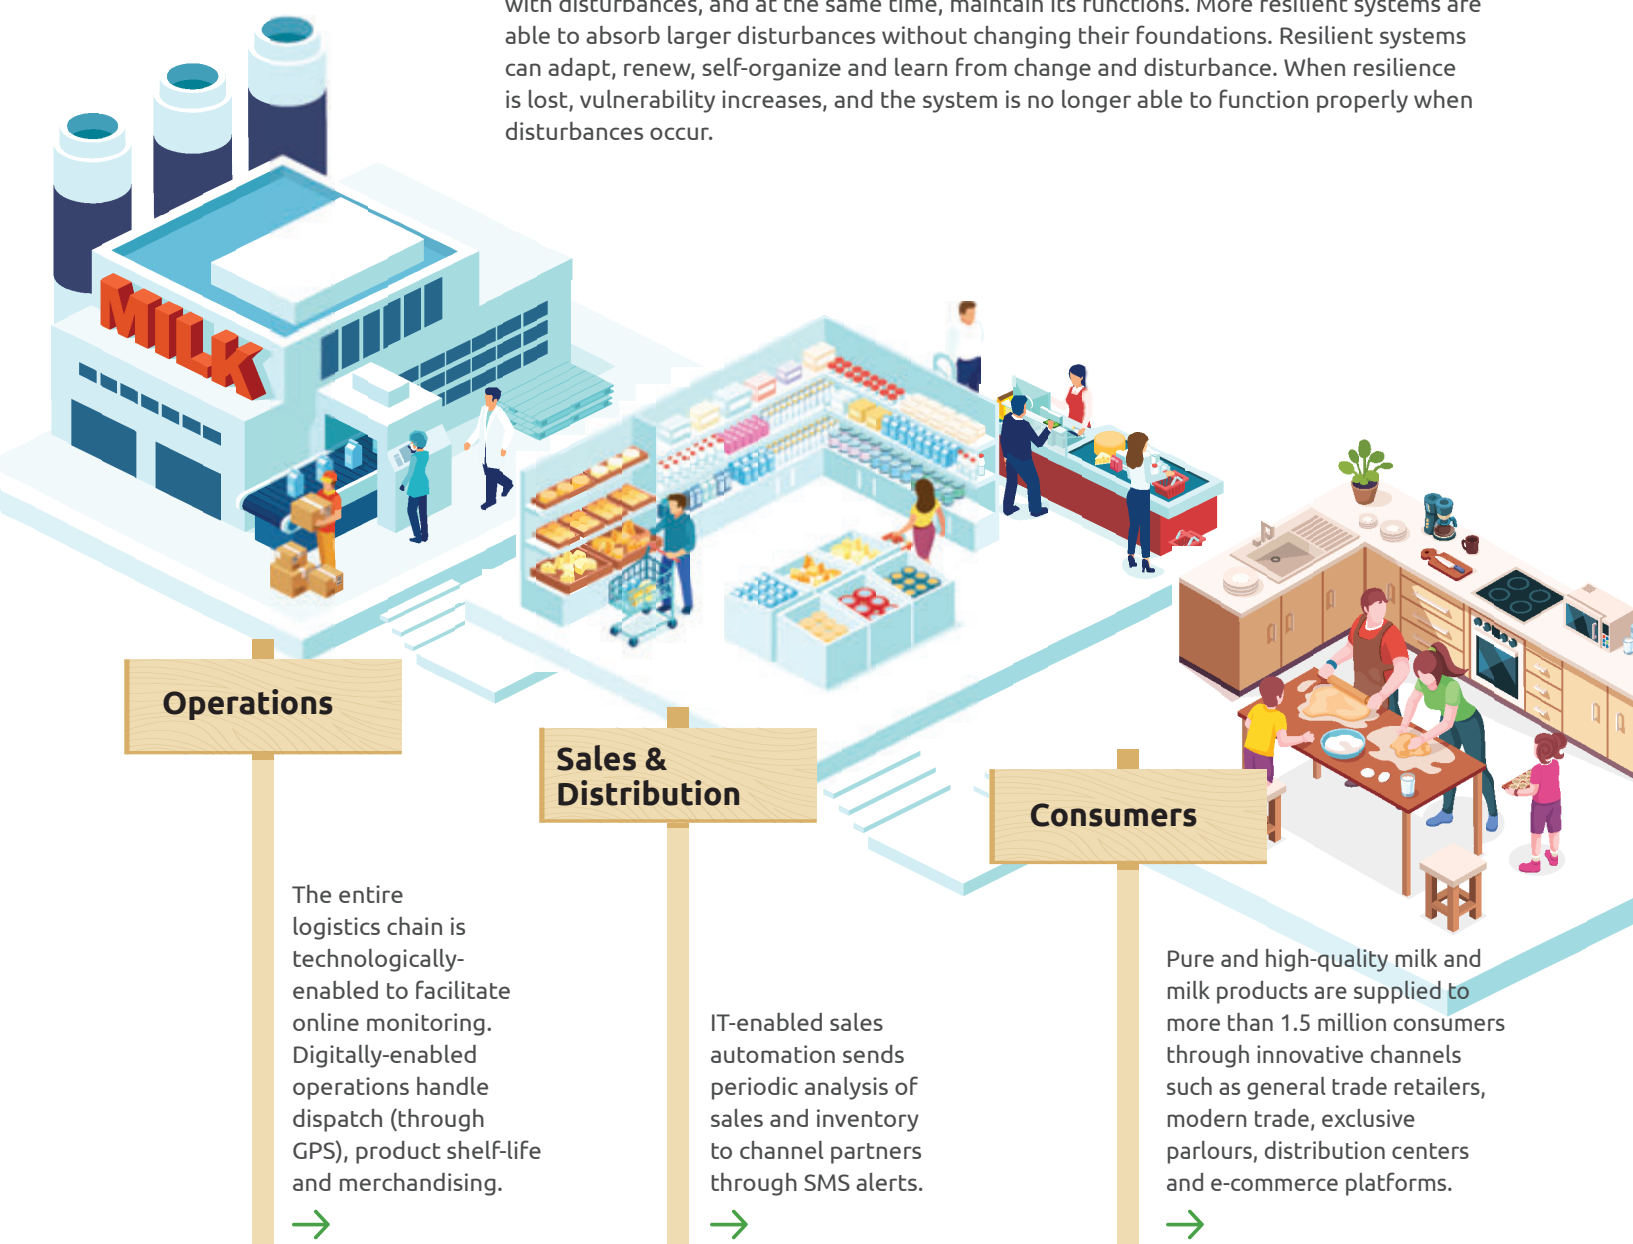 with disturbances, and at the same time, maintain its functions. More resilient systems are
able to absorb larger disturbances without changing their foundations. Resilient systems
can adapt, renew, self-organize and learn from change and disturbance. When resilience
is lost, vulnerability increases, and the system is no longer able to function properly when
disturbances occur.
MILK
Operations
Sales &
Distribution
Consumers
The entire
logistics chain is
technologically-
enabled to facilitate
online monitoring.
Digitally-enabled
operations handle
dispatch (through
GPS), product shelf-life
and merchandising.
IT-enabled sales
automation sends
periodic analysis of
sales and inventory
to channel partners
through SMS alerts.
Pure and high-quality milk and
milk products are supplied to
more than 1.5 million consumers
through innovative channels
such as general trade retailers,
modern trade, exclusive
parlours, distribution centers
and e-commerce platforms.